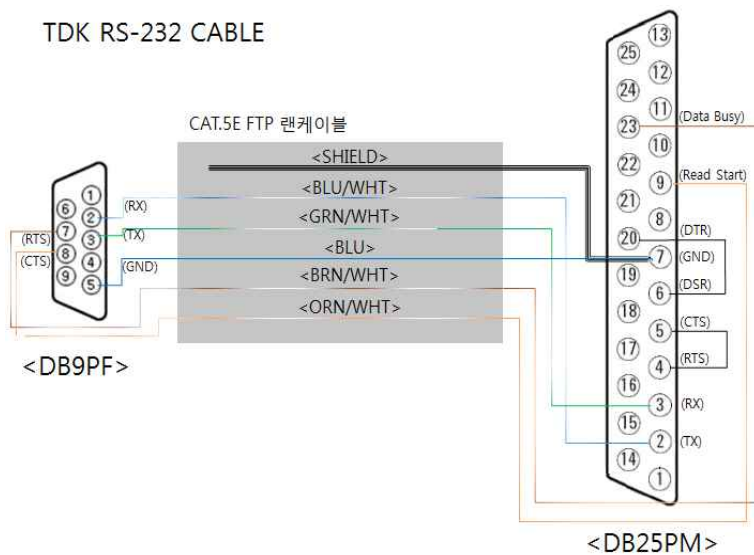 TDK RS-232 CABLE
CAT.5E FTP 랜케이블
<SHIELD>
<BLU/WHT>
<GRN/WHT>
<BLU>
<BRN/WHT>
<ORN/WHT>
1
6
2
(RX)
7
(RTS)
3
(TX)
8
(CTS)
4
9
5
(GND)
<DB9PF>
13
25
12
24
11
(Data Busy)
23
10
22
9
(Read Start)
21
8
20
(DTR)
7
(GND)
19
6
(DSR)
18
5
(CTS)
17
4
(RTS)
16
3
(RX)
15
2
(TX)
14
1
<DB25PM>